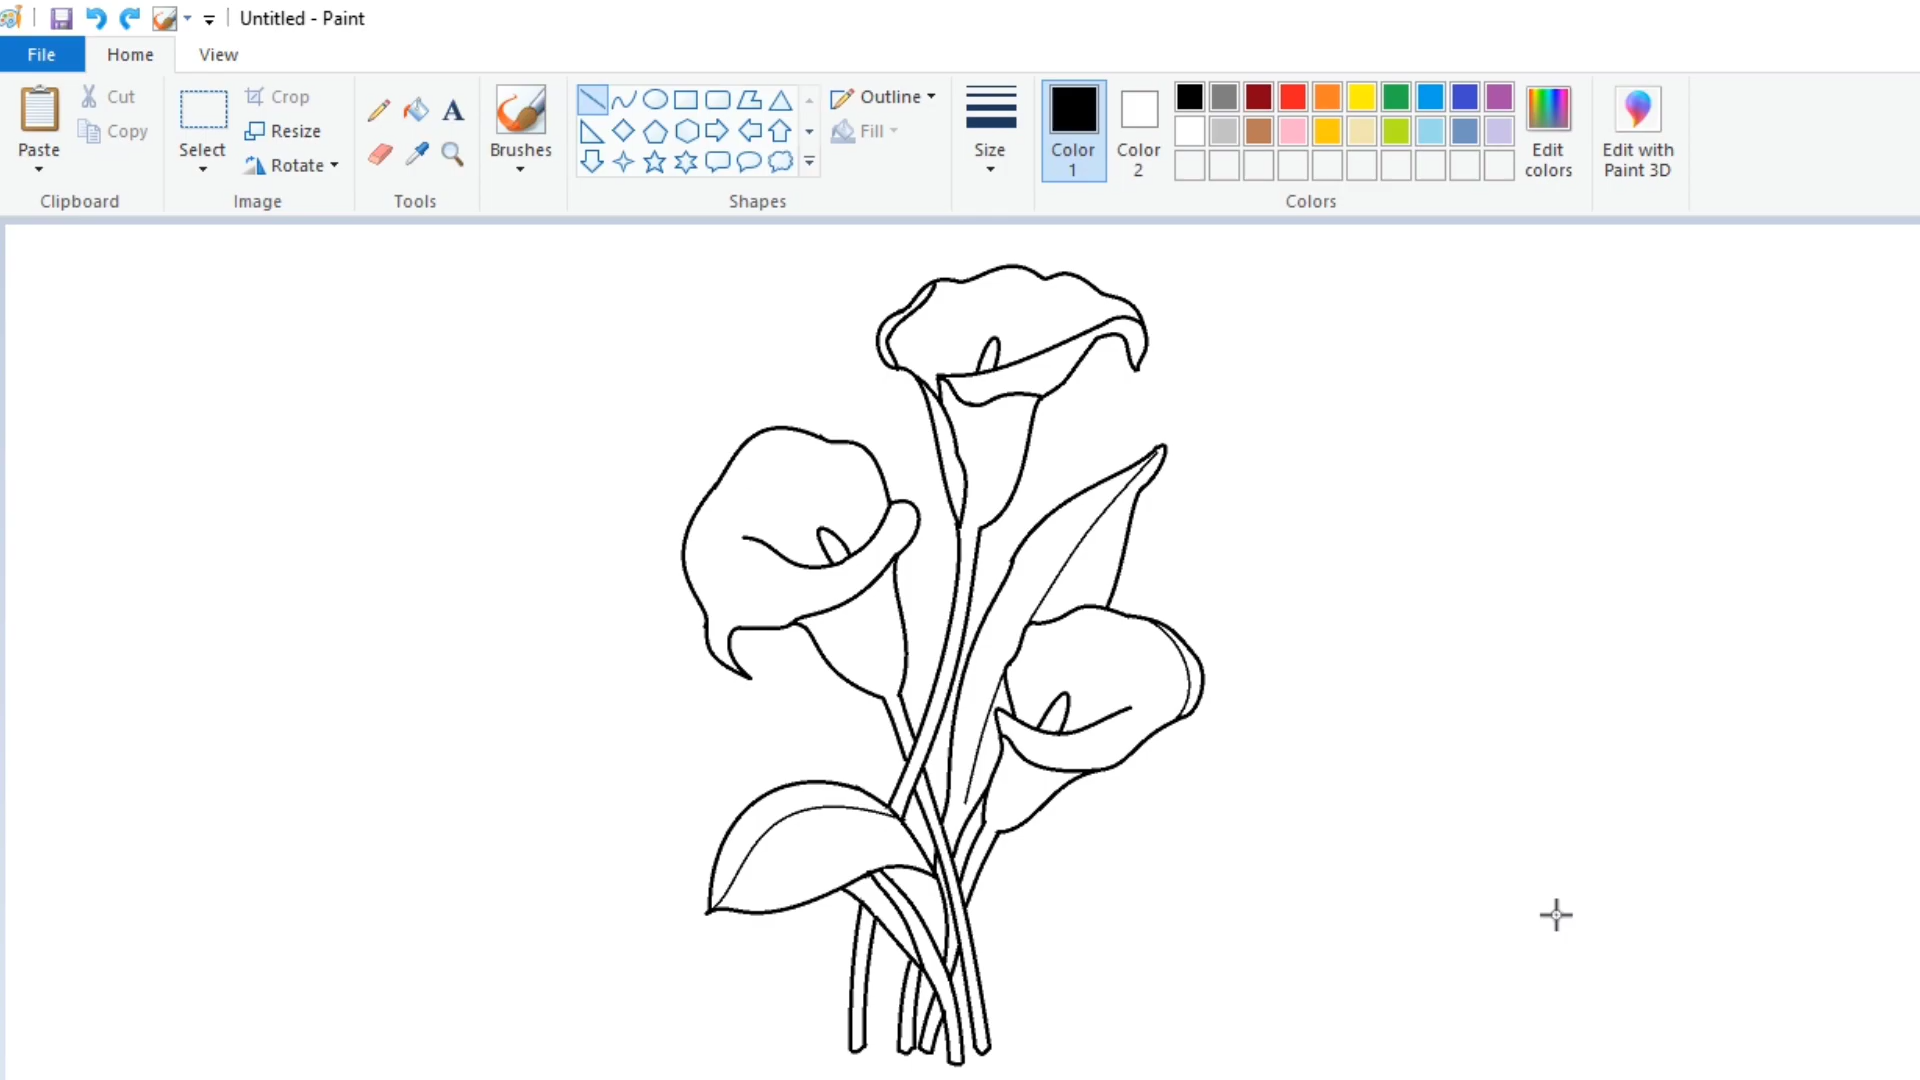 Untitled - Paint
File Home View
Paste Cut Copy
Clipboard
Select Crop Resize Rotate
Image
A
Tools
Brushes
Outline Fill
Shapes
Size
Color 1
Color 2
Edit colors
Colors
Edit with Paint 3D